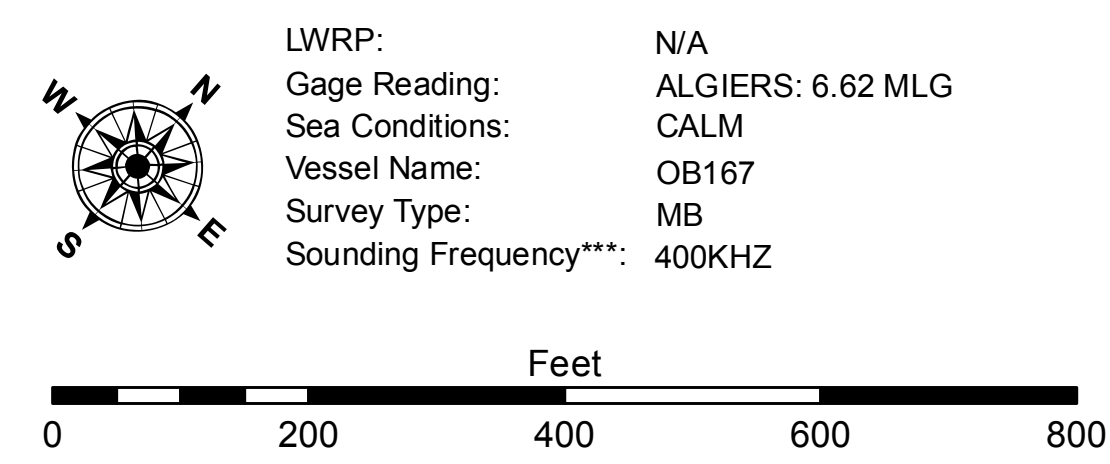 W N
S E
LWRP: N/A
Gage Reading: ALGIERS: 6.62 MLG
Sea Conditions: CALM
Vessel Name: OB167
Survey Type: MB
Sounding Frequency***: 400KHZ
Feet
0 200 400 600 800